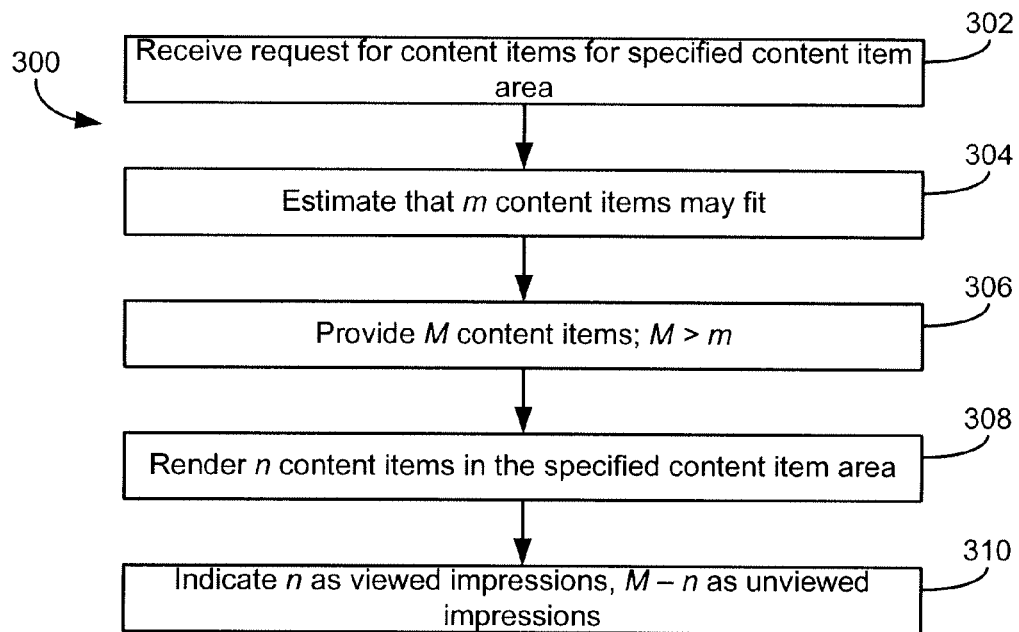 300
Receive request for content items for specified content item
area
302
Estimate that m content items may fit
304
Provide M content items; M > m
306
Render n content items in the specified content item area
308
Indicate n as viewed impressions, M – n as unviewed
impressions
310